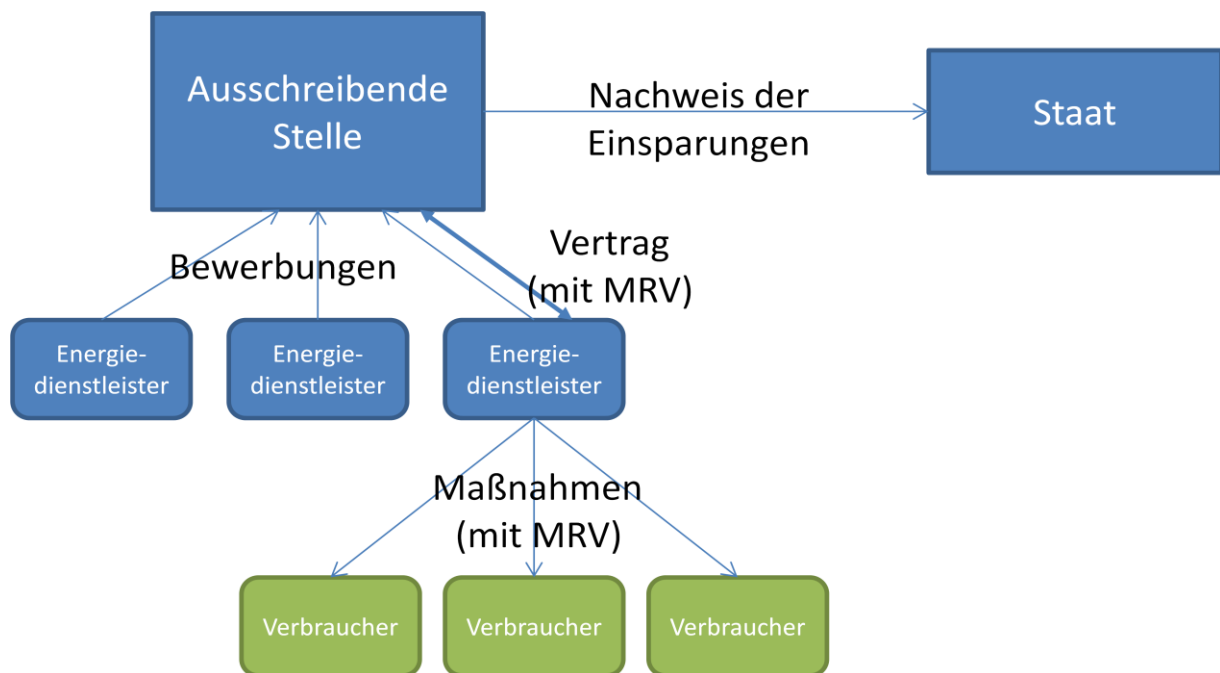 Ausschreibende
Stelle
Nachweis der
Einsparungen
Staat
Bewerbungen
Vertrag
(mit MRV)
Energie-
dienstleister
Energie-
dienstleister
Energie-
dienstleister
Maßnahmen
(mit MRV)
Verbraucher
Verbraucher
Verbraucher